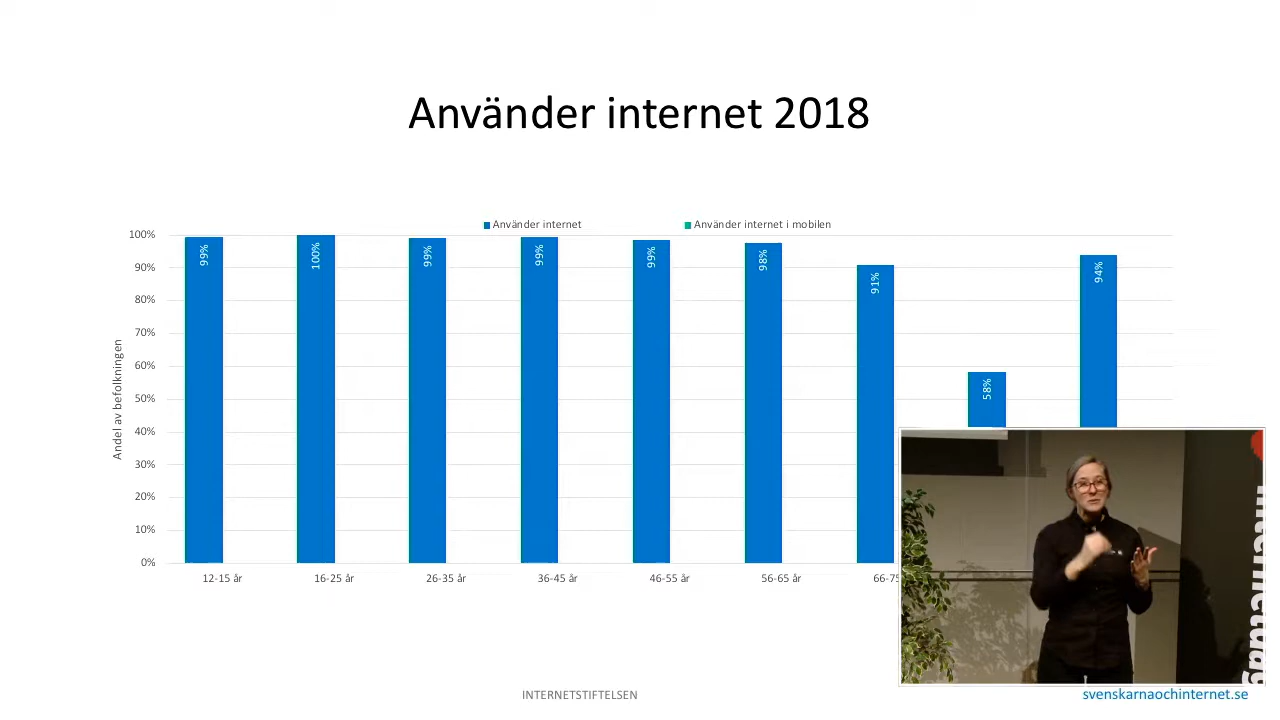 Använder internet 2018
Använder internet
Använder internet i mobilen
100%
90%
80%
70%
60%
50%
40%
30%
20%
10%
0%
Andel av befolkningen
99%
100%
99%
99%
99%
98%
91%
58%
94%
12-15 år
16-25 år
26-35 år
36-45 år
46-55 år
56-65 år
66-75
INTERNETSTIFTELSEN
svenskarnaochinternet.se